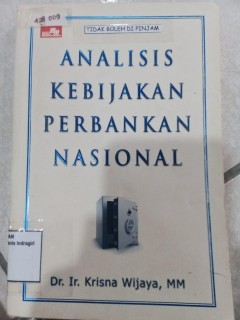 TIDAK BOLEH DI PINJAM
ANALISIS
KEBIJAKAN
PERBANKAN
NASIONAL
Dr. Ir. Krisna Wijaya, MM